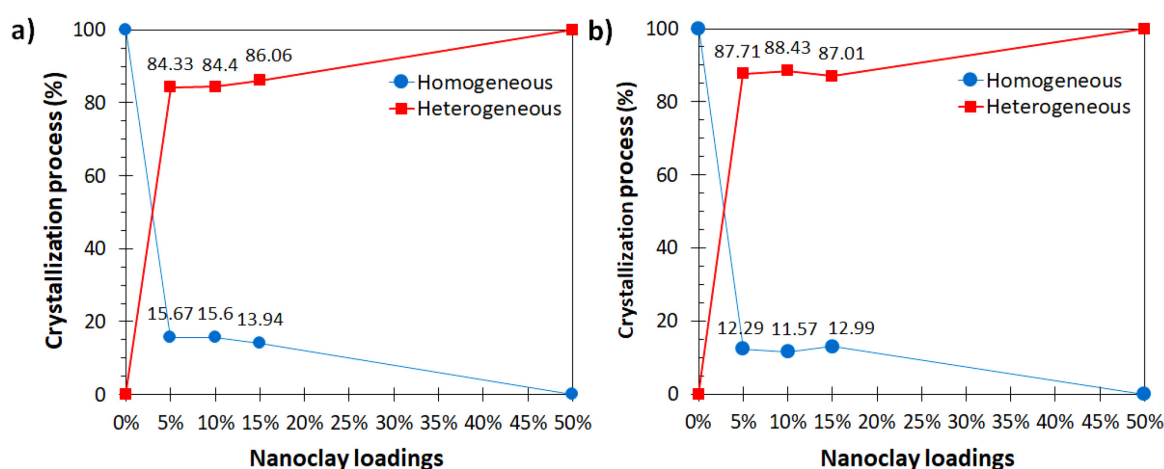 a)
Crystallization process (%)
100
80
60
40
20
0
84.33 84.4 86.06
15.67 15.6 13.94
Homogeneous
Heterogeneous
0% 5% 10% 15% 20% 25% 30% 35% 40% 45% 50%
Nanoclay loadings
b)
Crystallization process (%)
100
80
60
40
20
0
87.71 88.43 87.01
12.29 11.57 12.99
Homogeneous
Heterogeneous
0% 5% 10% 15% 20% 25% 30% 35% 40% 45% 50%
Nanoclay loadings